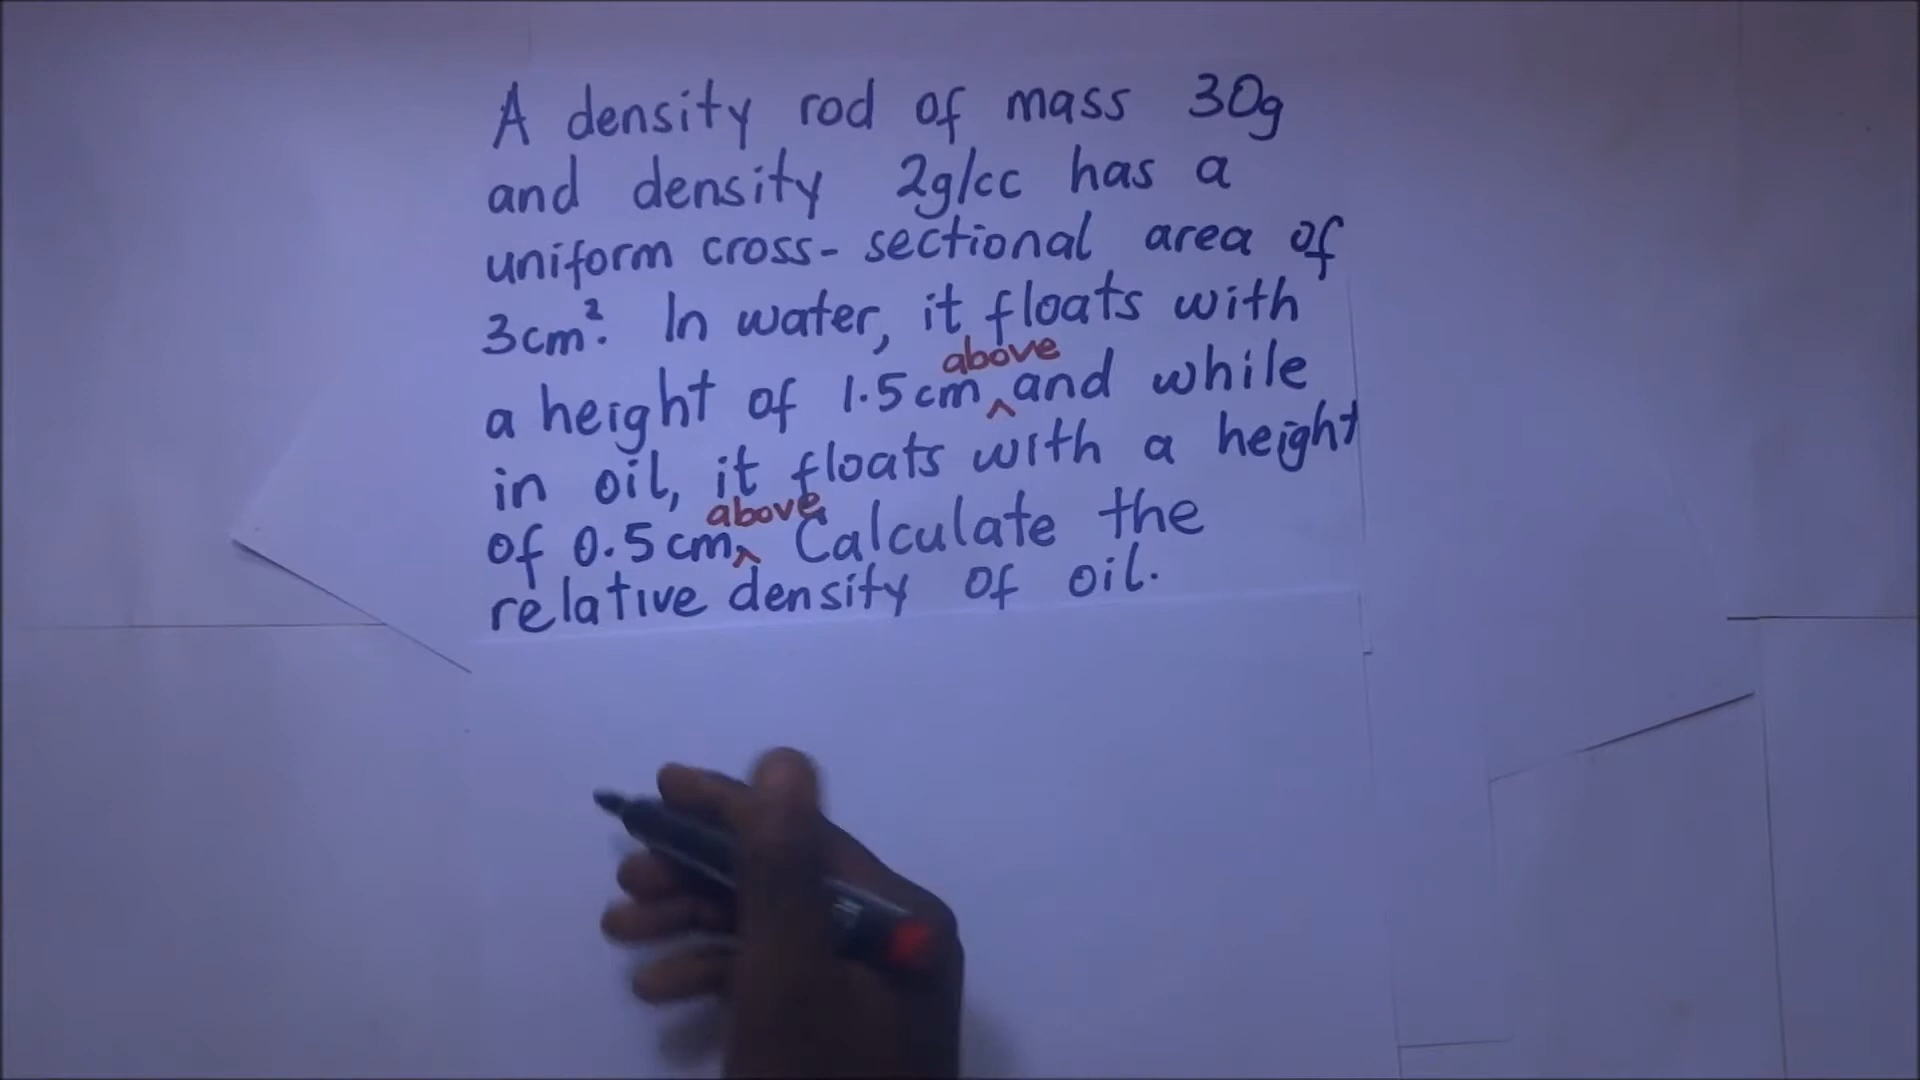 A density rod of mass 30g
and density 2g/cc has a
uniform cross-sectional area of
3cm². In water, it floats with
above
a height of 1.5cm ^ and while
in oil, it floats with a height
above
of 0.5cm ^. Calculate the
relative density of oil.